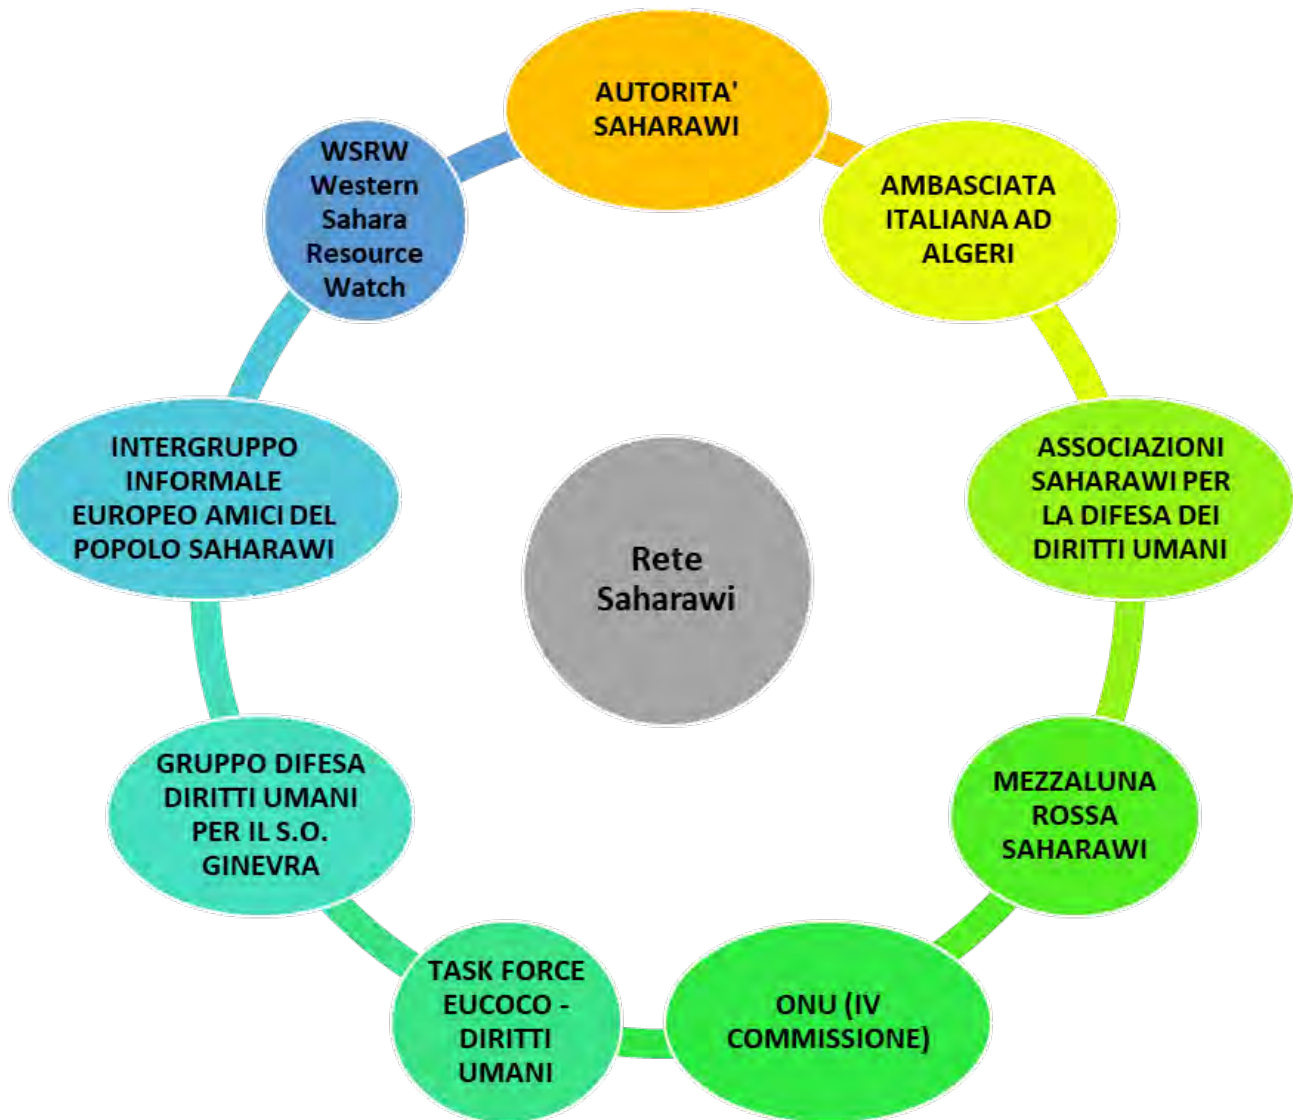 AUTORITA'
SAHARAWI
AMBASCIATA
ITALIANA AD
ALGERI
ASSOCIAZIONI
SAHARAWI PER
LA DIFESA DEI
DIRITTI UMANI
MEZZALUNA
ROSSA
SAHARAWI
ONU (IV
COMMISSIONE)
TASK FORCE
EUCOCO -
DIRITTI
UMANI
GRUPPO DIFESA
DIRITTI UMANI
PER IL S.O.
GINEVRA
INTERGRUPPO
INFORMALE
EUROPEO AMICI DEL
POPOLO SAHARAWI
WSRW
Western
Sahara
Resource
Watch
Rete
Saharawi